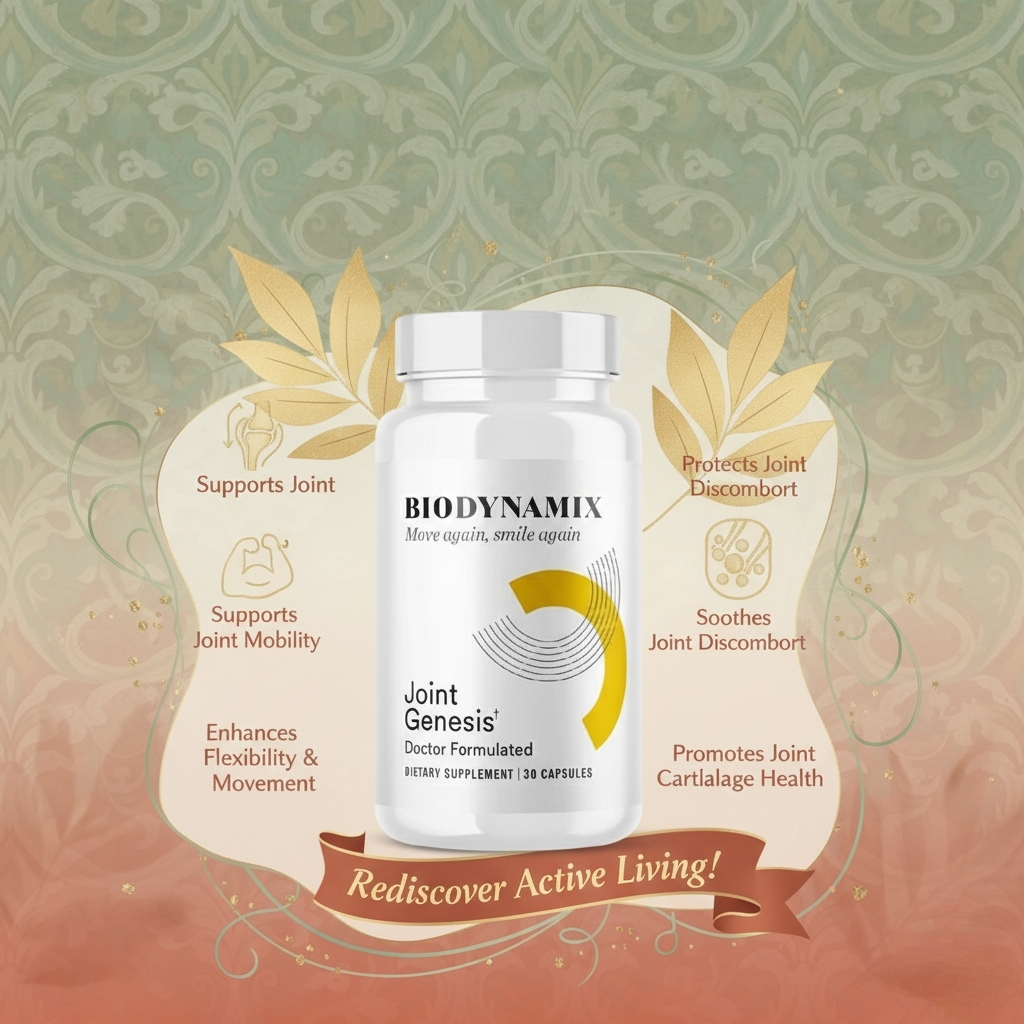 Supports Joint
Supports
Joint Mobility
Enhances
Flexibility &
Movement
BIODYNAMIX
Move again, smile again
Joint
Genesis†
Doctor Formulated
DIETARY SUPPLEMENT | 30 CAPSULES
Protects Joint
Discombort
Soothes
Joint Discombort
Promotes Joint
Cartlalage Health
Rediscover Active Living!